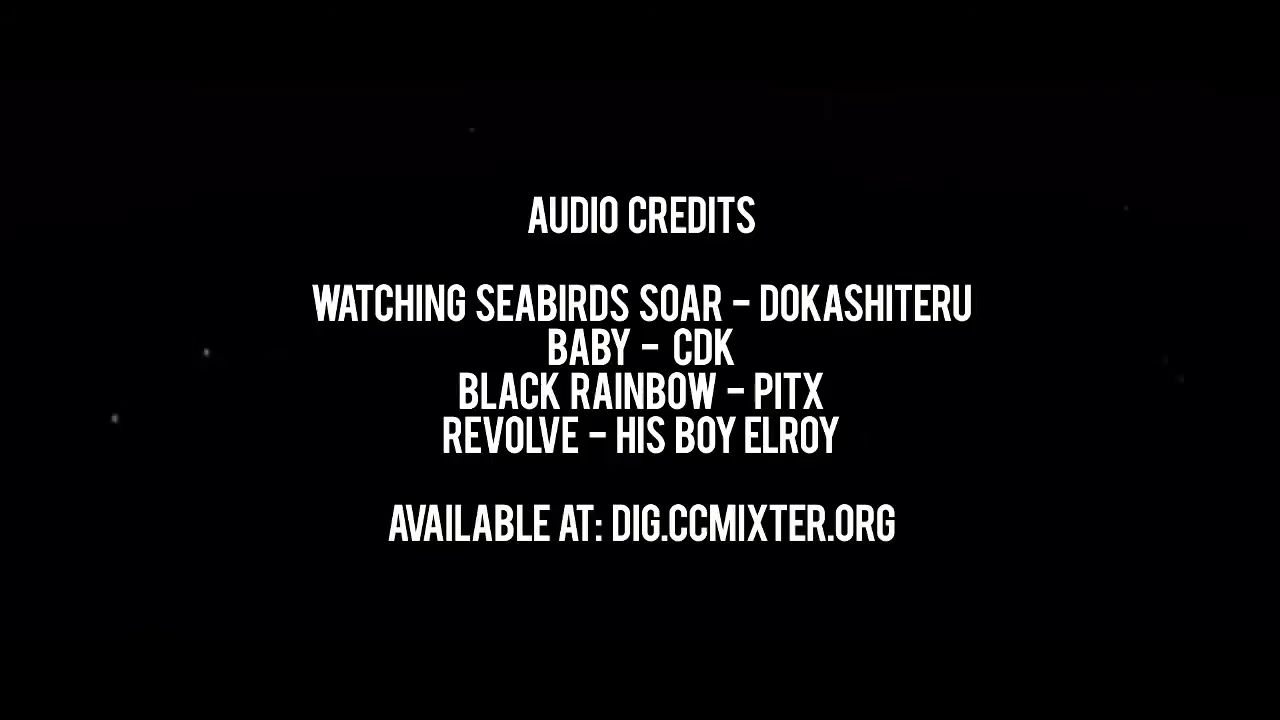 AUDIO CREDITS
WATCHING SEABIRDS SOAR - DOKASHITERU
BABY - CDK
BLACK RAINBOW - PITX
REVOLVE - HIS BOY ELROY
AVAILABLE AT: DIG.CCMIXTER.ORG